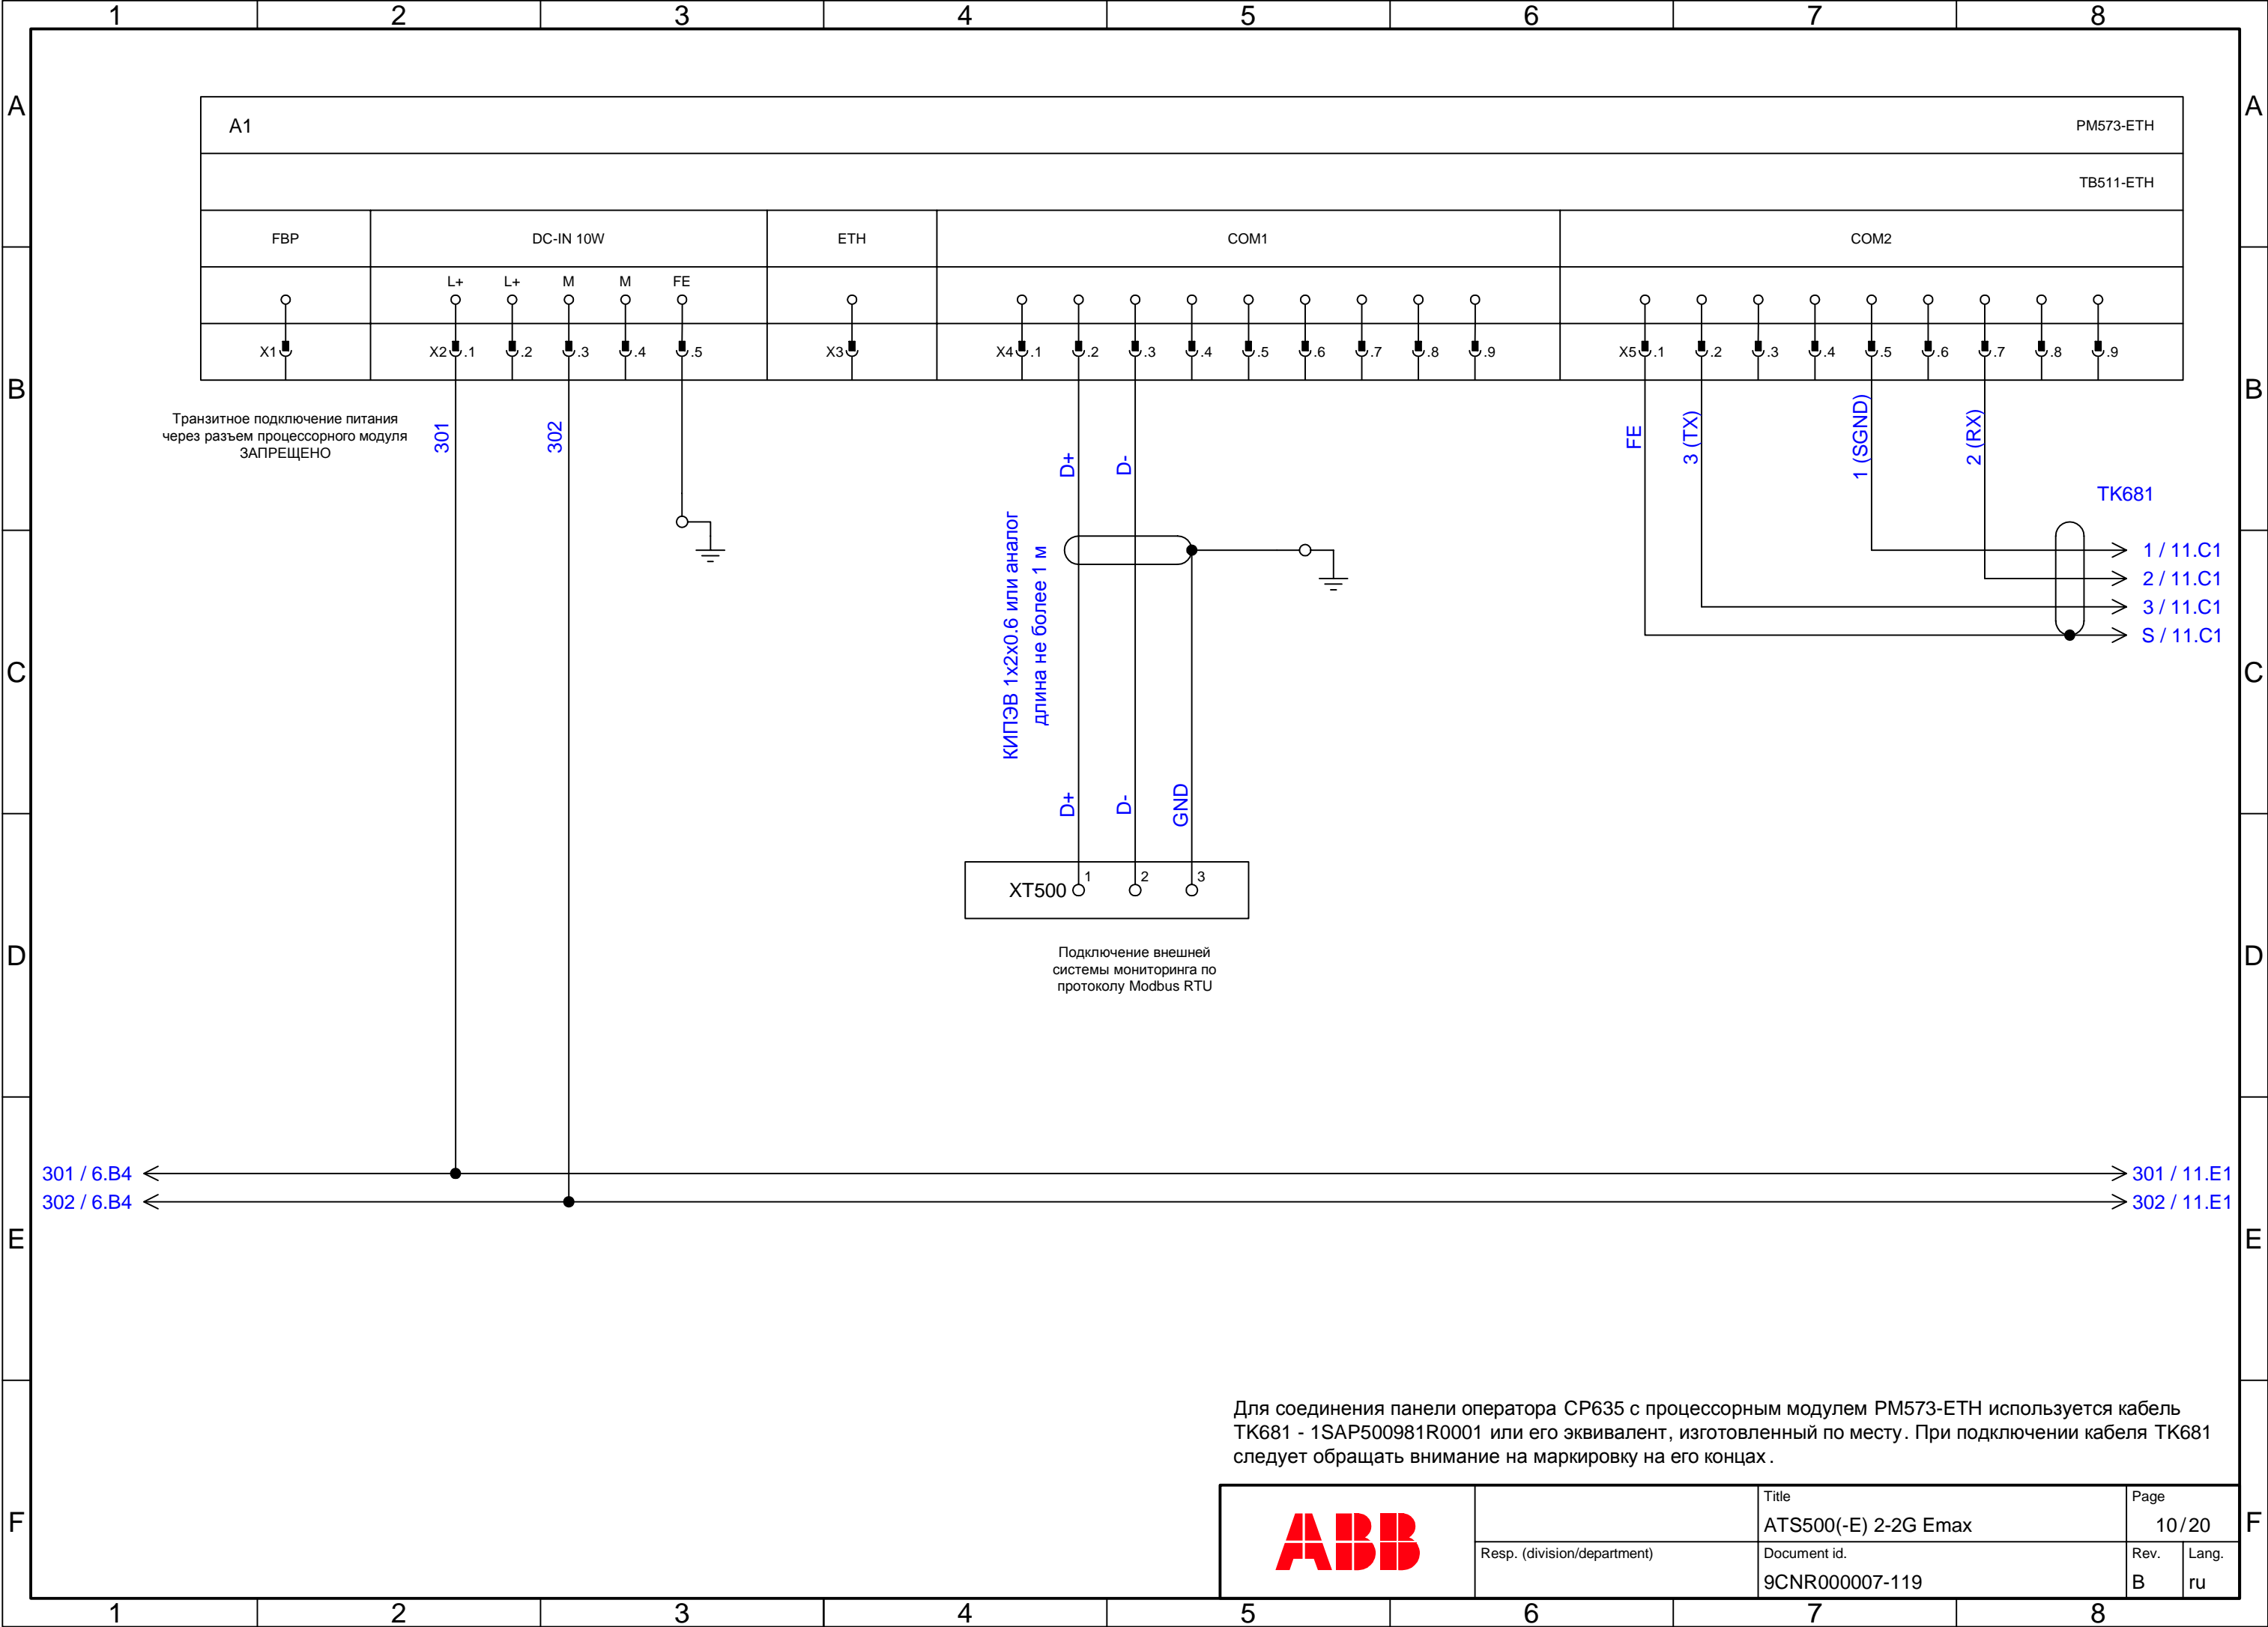 1 2 3 4 5 6 7 8
A A
A1 PM573-ETH
TB511-ETH
FBP DC-IN 10W ETH COM1 COM2
L+ L+ M M FE
X1 X2 .1 .2 .3 .4 .5 X3 X4 .1 .2 .3 .4 .5 .6 .7 .8 .9 X5 .1 .2 .3 .4 .5 .6 .7 .8 .9
B B
Транзитное подключение питания
через разъем процессорного модуля
ЗАПРЕЩЕНО
301 302
D+ D-
FE 3 (TX) 1 (SGND) 2 (RX)
TK681
КИПЭВ 1x2x0.6 или аналог
длина не более 1 м
1 / 11.C1
2 / 11.C1
3 / 11.C1
S / 11.C1
C C
D+ D- GND
XT500 1 2 3
D D
Подключение внешней
системы мониторинга по
протоколу Modbus RTU
301 / 6.B4 301 / 11.E1
302 / 6.B4 302 / 11.E1
E E
Для соединения панели оператора CP635 с процессорным модулем PM573-ETH используется кабель
TK681 - 1SAP500981R0001 или его эквивалент, изготовленный по месту. При подключении кабеля TK681
следует обращать внимание на маркировку на его концах.
F F
ABB
Title
ATS500(-E) 2-2G Emax
Page
10/20
Resp. (division/department)
Document id.
9CNR000007-119
Rev.
B
Lang.
ru
1 2 3 4 5 6 7 8